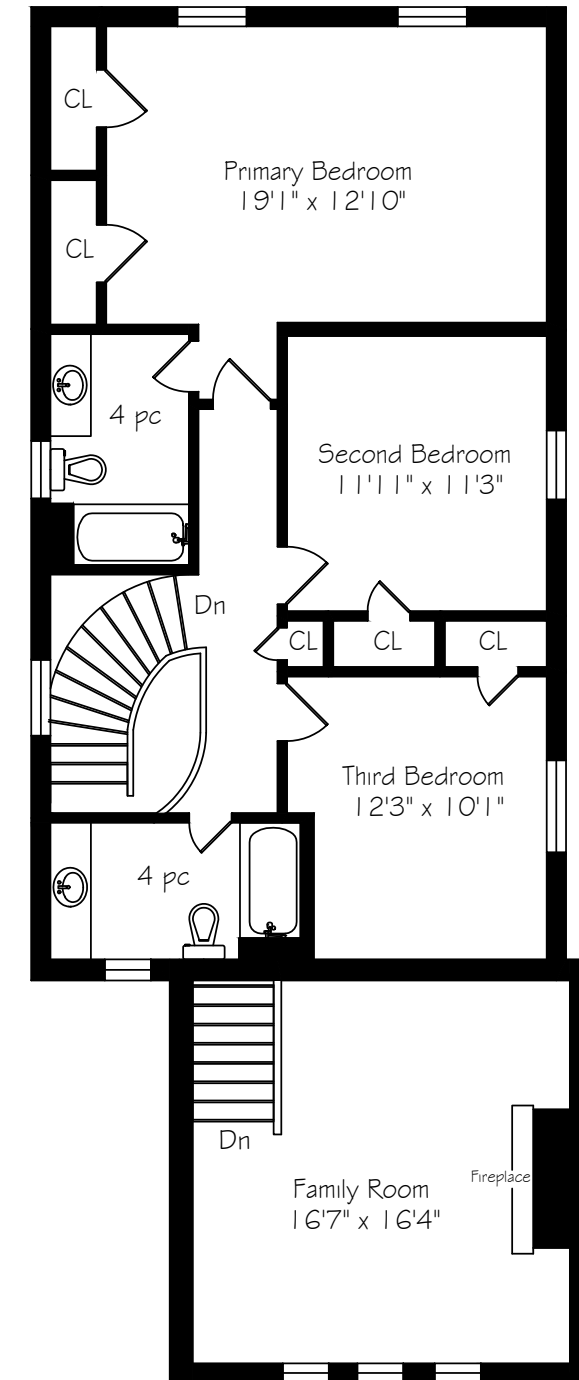 CL
Primary Bedroom
19'1" x 12'10"
CL
4 pc
Second Bedroom
11'11" x 11'3"
Dn
CL
CL
CL
Third Bedroom
12'3" x 10'1"
4 pc
Dn
Fireplace
Family Room
16'7" x 16'4"